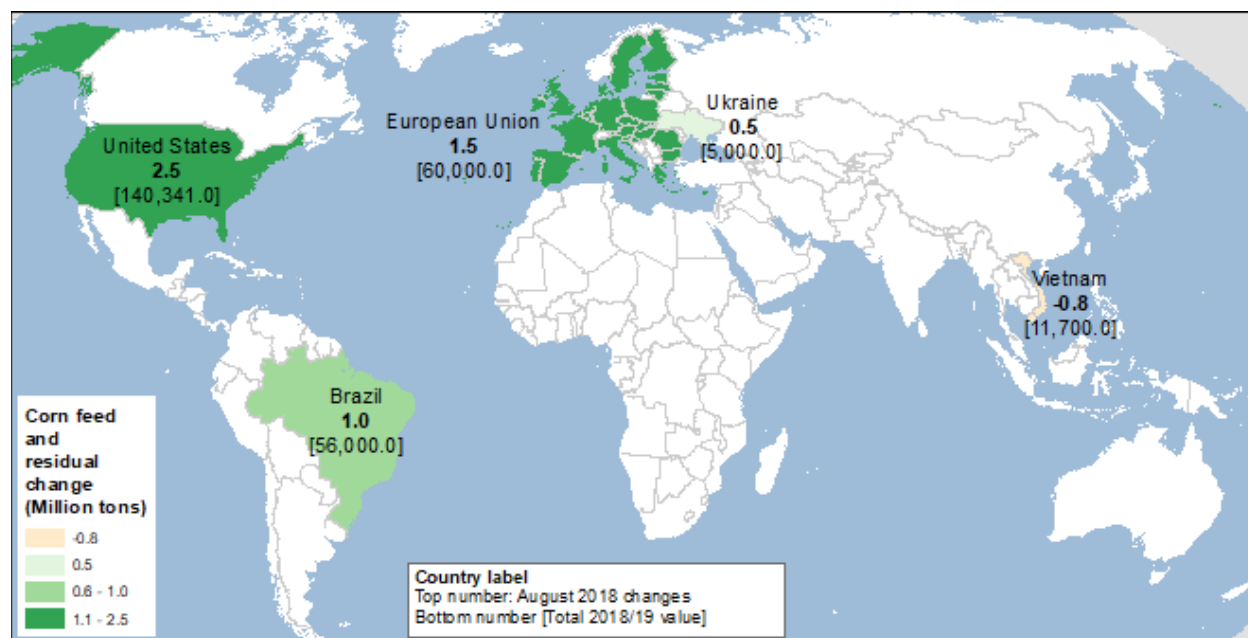 United States
2.5
[140,341.0]
European Union
1.5
[60,000.0]
Ukraine
0.5
[5,000.0]
Vietnam
-0.8
[11,700.0]
Brazil
1.0
[56,000.0]
Corn feed
and
residual
change
(Million tons)
-0.8
0.5
0.6 - 1.0
1.1 - 2.5
Country label
Top number: August 2018 changes
Bottom number [Total 2018/19 value]